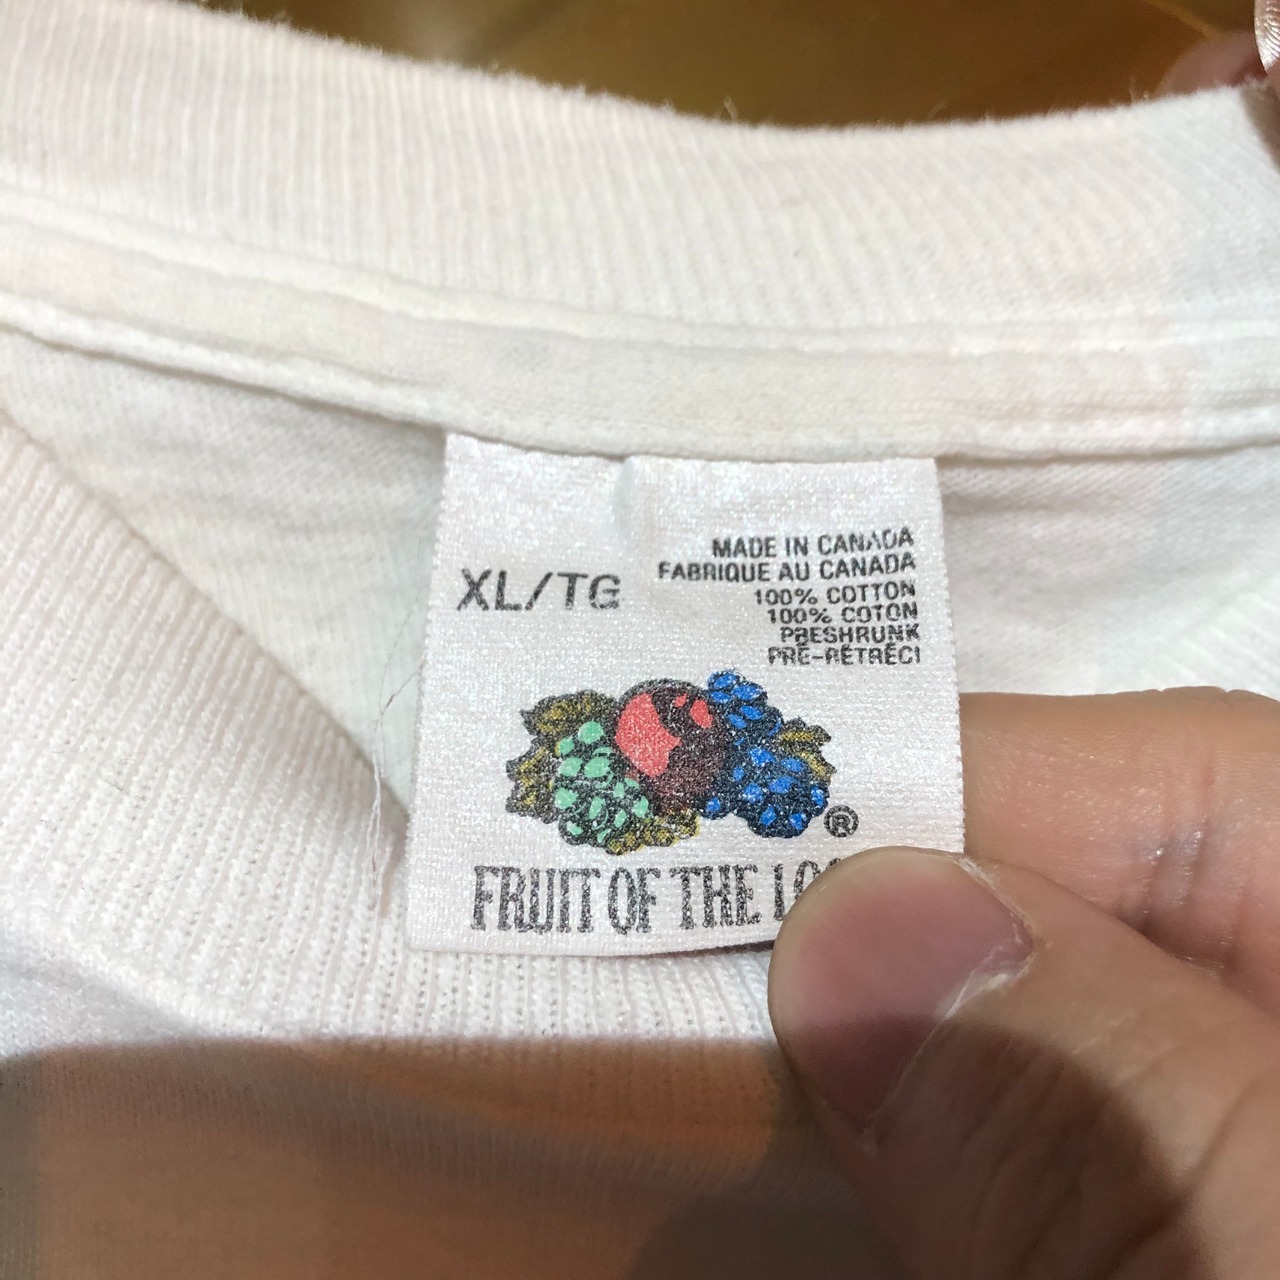 XL/TG
MADE IN CANADA
FABRIQUE AU CANADA
100% COTTON
100% COTON
PRESHRUNK
PRÉ-RÉTRÉCI
®
FRUIT OF THE